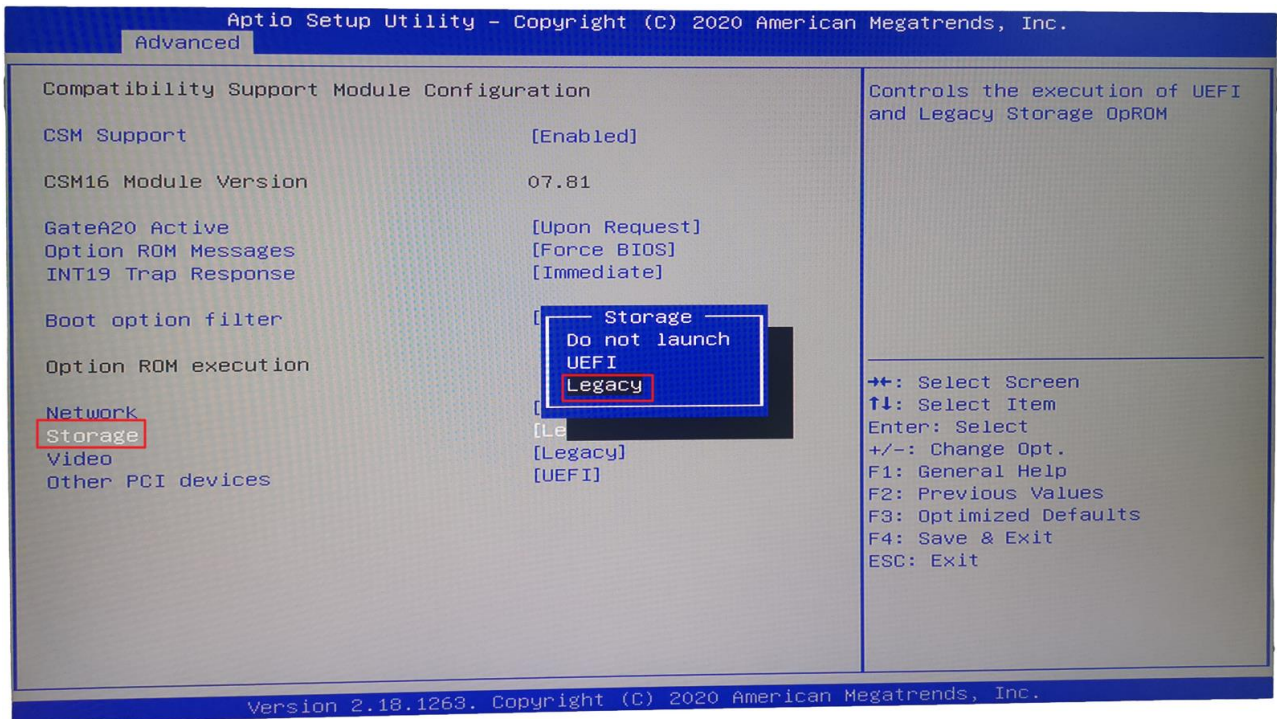 Aptio Setup Utility – Copyright (C) 2020 American Megatrends, Inc.
Advanced
Compatibility Support Module Configuration
CSM Support [Enabled]
CSM16 Module Version 07.81
GateA20 Active [Upon Request]
Option ROM Messages [Force BIOS]
INT19 Trap Response [Immediate]
Boot option filter [
Option ROM execution
Network [
Storage [Le
Video [Legacy]
Other PCI devices [UEFI]
Storage
Do not launch
UEFI
Legacy
Controls the execution of UEFI
and Legacy Storage OpROM
→←: Select Screen
↑↓: Select Item
Enter: Select
+/-: Change Opt.
F1: General Help
F2: Previous Values
F3: Optimized Defaults
F4: Save & Exit
ESC: Exit
Version 2.18.1263. Copyright (C) 2020 American Megatrends, Inc.